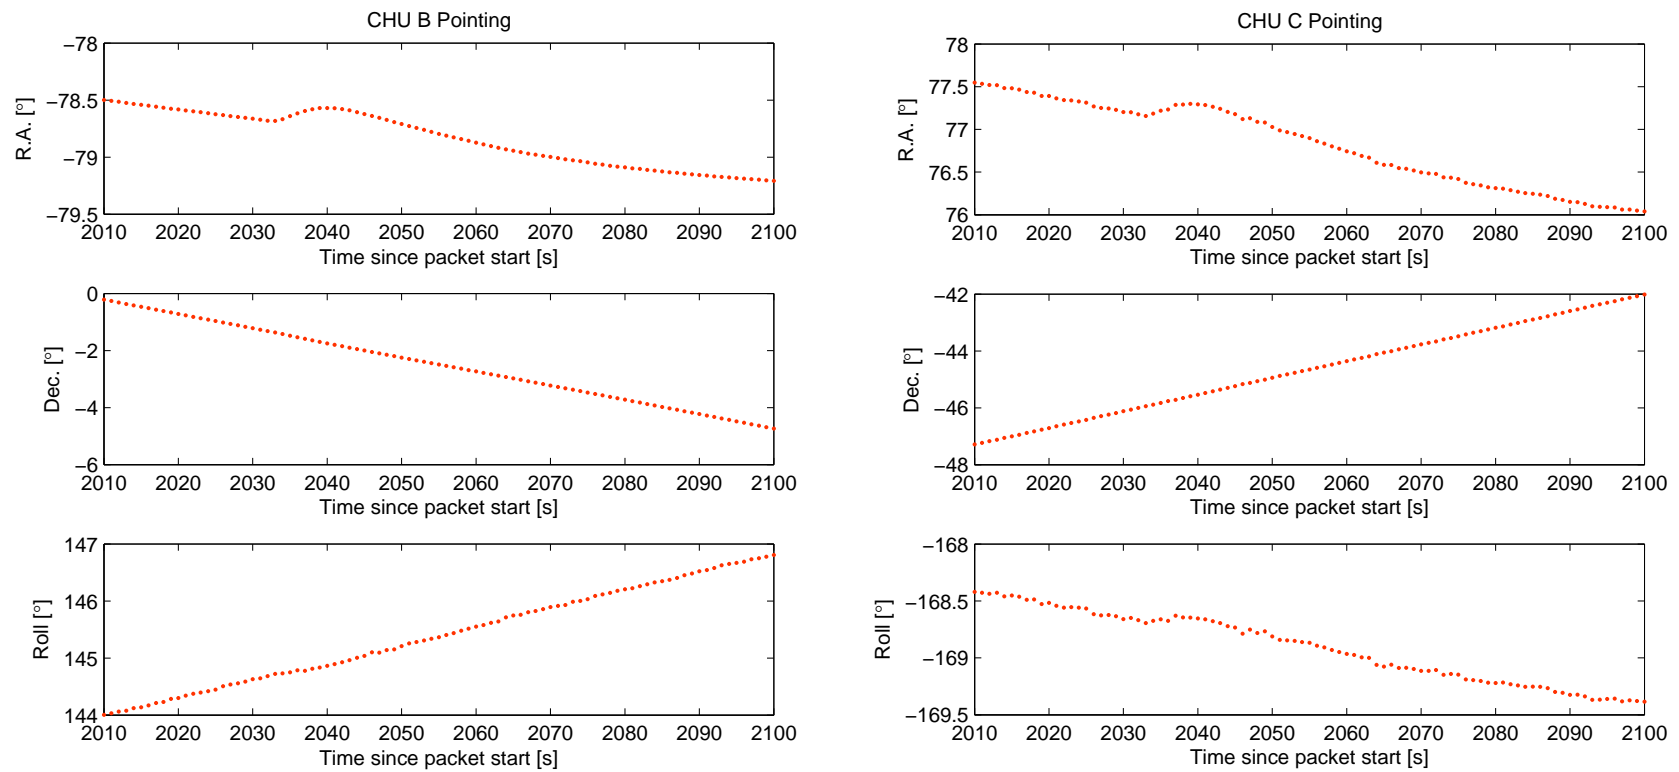 CHU B Pointing
−78
−78.5
−79
−79.5
R.A. [°]
2010 2020 2030 2040 2050 2060 2070 2080 2090 2100
Time since packet start [s]
0
−2
−4
−6
Dec. [°]
2010 2020 2030 2040 2050 2060 2070 2080 2090 2100
Time since packet start [s]
147
146
145
144
Roll [°]
2010 2020 2030 2040 2050 2060 2070 2080 2090 2100
Time since packet start [s]
CHU C Pointing
78
77.5
77
76.5
76
R.A. [°]
2010 2020 2030 2040 2050 2060 2070 2080 2090 2100
Time since packet start [s]
−42
−44
−46
−48
Dec. [°]
2010 2020 2030 2040 2050 2060 2070 2080 2090 2100
Time since packet start [s]
−168
−168.5
−169
−169.5
Roll [°]
2010 2020 2030 2040 2050 2060 2070 2080 2090 2100
Time since packet start [s]